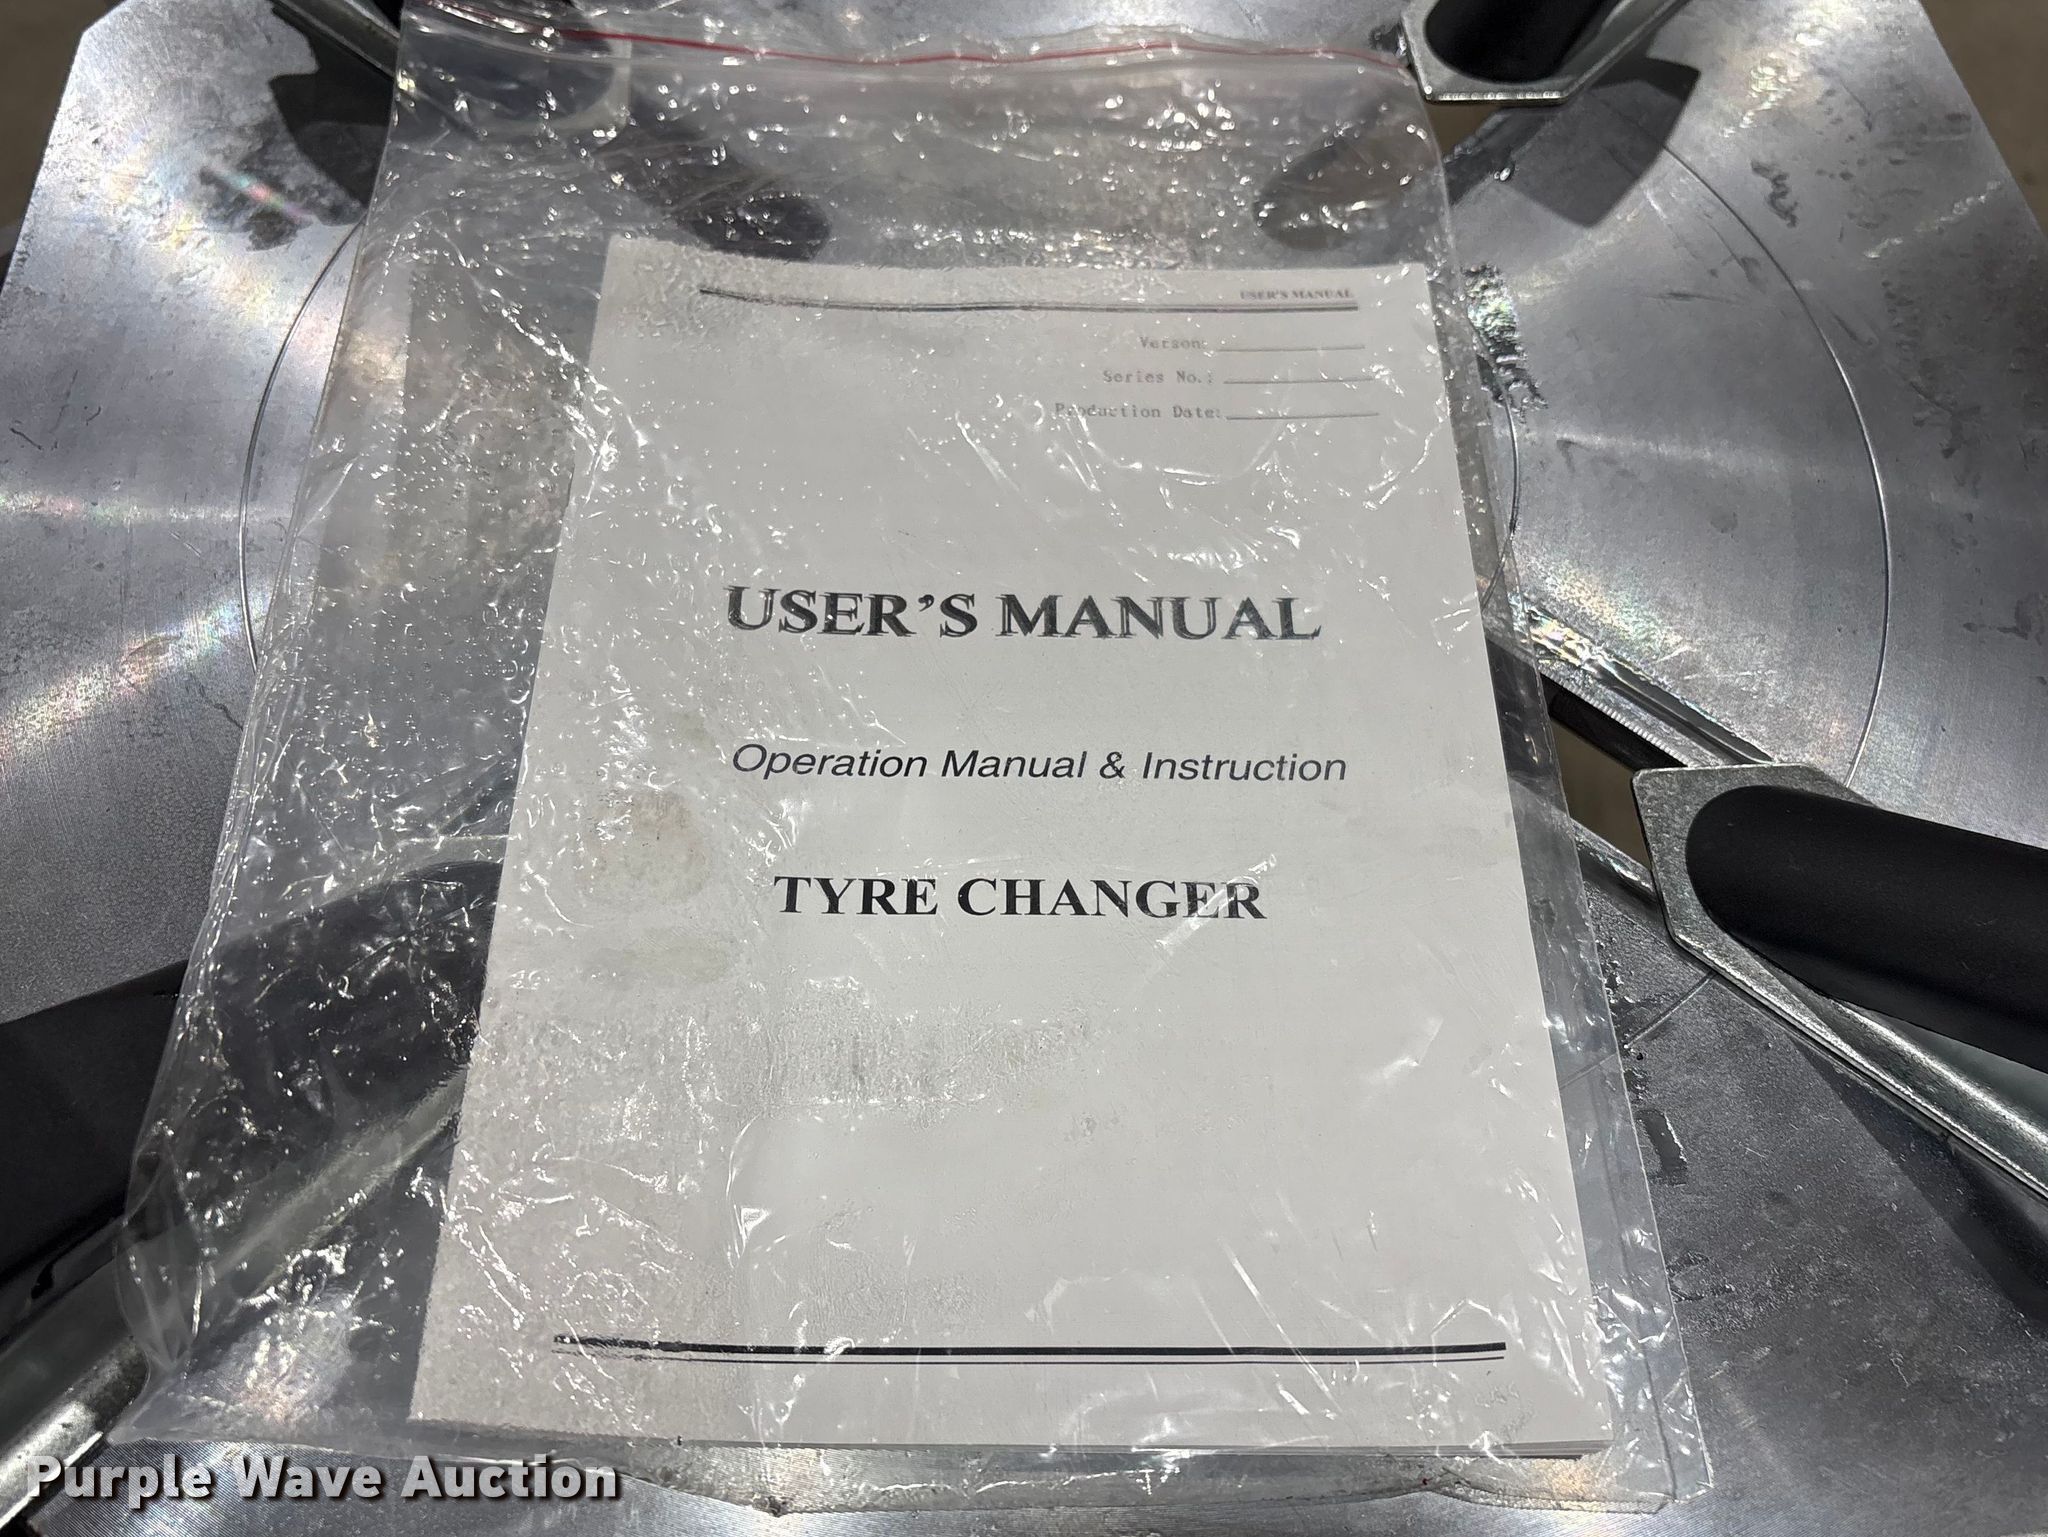 USER'S MANUAL
Verson:
Series No.:
Production Date:
USER'S MANUAL
Operation Manual & Instruction
TYRE CHANGER
Purple Wave Auction